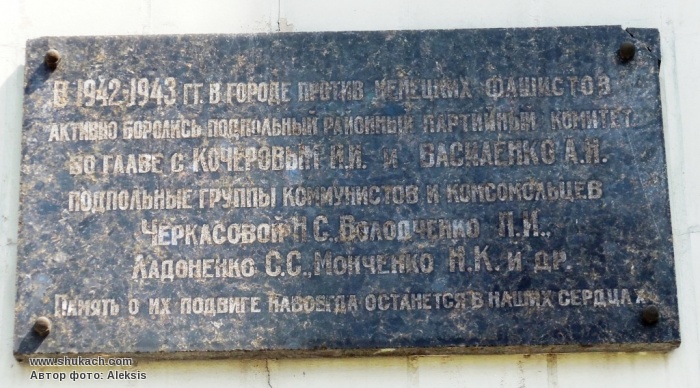 В 1942-1943 гг. в городе против немецких фашистов
активно боролись подпольный районный партийный комитет
во главе с Кочеровым И.И. и Василенко А.Н.
подпольные группы коммунистов и комсомольцев
Черкасовой Н.С., Володченко П.И.,
Ладоненко С.С., Монченко Н.К. и др.
Память о их подвиге навсегда останется в наших сердцах
www.shukach.com
Автор фото: Aleksis